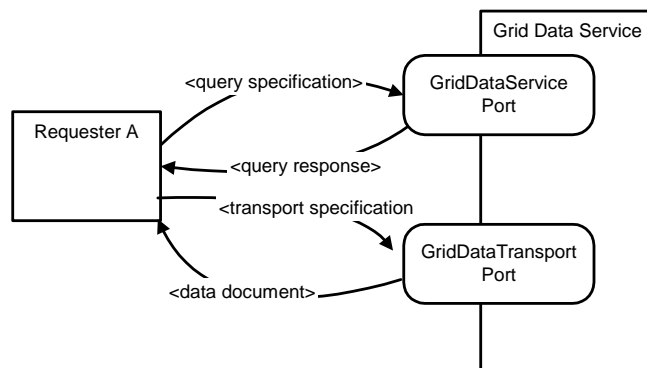 Grid Data Service
<query specification>
GridDataService
Port
Requester A
<query response>
<transport specification
GridDataTransport
Port
<data document>